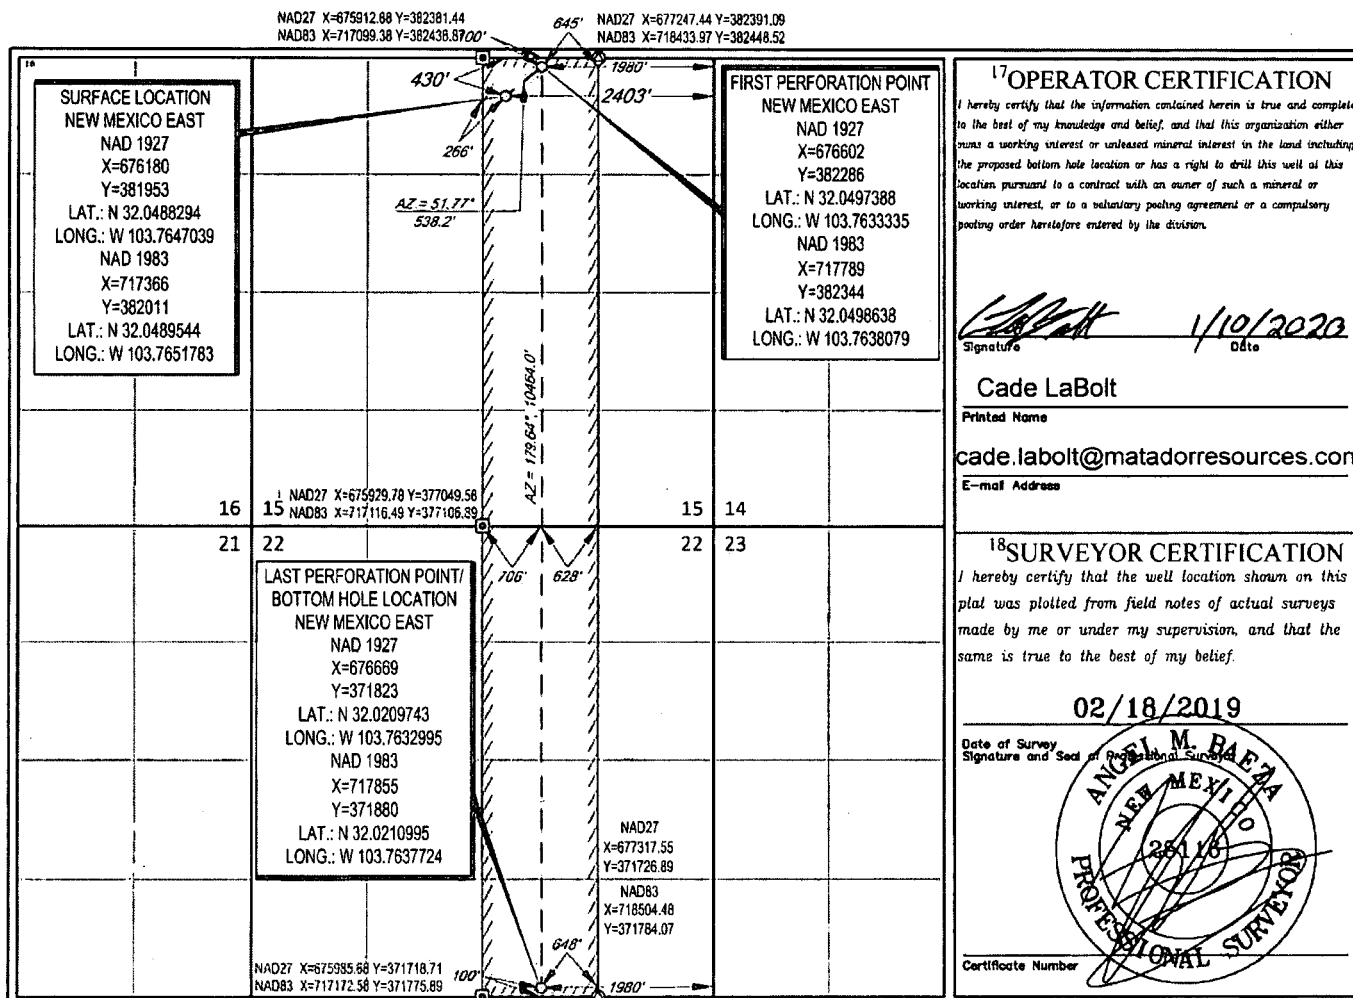 NAD27 X=675912.68 Y=382381.44
NAD83 X=717099.38 Y=382438.87
100'
645'
NAD27 X=677247.44 Y=382391.09
NAD83 X=718433.97 Y=382448.52
16
430'
1980'
2403'
266'
AZ = 51.77°
538.2'
SURFACE LOCATION
NEW MEXICO EAST
NAD 1927
X=676180
Y=381953
LAT.: N 32.0488294
LONG.: W 103.7647039
NAD 1983
X=717366
Y=382011
LAT.: N 32.0489544
LONG.: W 103.7651783
FIRST PERFORATION POINT
NEW MEXICO EAST
NAD 1927
X=676602
Y=382286
LAT.: N 32.0497388
LONG.: W 103.7633335
NAD 1983
X=717789
Y=382344
LAT.: N 32.0498638
LONG.: W 103.7638079
AZ = 179.64°, 10464.0'
NAD27 X=675929.78 Y=377049.56
NAD83 X=717116.49 Y=377106.89
16 15
15 14
21 22
22 23
706'
628'
LAST PERFORATION POINT/
BOTTOM HOLE LOCATION
NEW MEXICO EAST
NAD 1927
X=676669
Y=371823
LAT.: N 32.0209743
LONG.: W 103.7632995
NAD 1983
X=717855
Y=371880
LAT.: N 32.0210995
LONG.: W 103.7637724
NAD27
X=677317.55
Y=371726.89
NAD83
X=718504.48
Y=371784.07
648'
NAD27 X=675985.68 Y=371718.71
NAD83 X=717172.58 Y=371775.89
100'
1980'
17 OPERATOR CERTIFICATION
I hereby certify that the information contained herein is true and complete
to the best of my knowledge and belief, and that this organization either
owns a working interest or unleased mineral interest in the land including
the proposed bottom hole location or has a right to drill this well at this
location pursuant to a contract with an owner of such a mineral or
working interest, or to a voluntary pooling agreement or a compulsory
pooling order heretofore entered by the division.
1/10/2020
Signature Date
Cade LaBolt
Printed Name
cade.labolt@matadorresources.com
E-mail Address
18 SURVEYOR CERTIFICATION
I hereby certify that the well location shown on this
plat was plotted from field notes of actual surveys
made by me or under my supervision, and that the
same is true to the best of my belief.
02/18/2019
Date of Survey
Signature and Seal of Professional Surveyor
ANGEL M. BAEZA
NEW MEXICO
25116
PROFESSIONAL SURVEYOR
Certificate Number